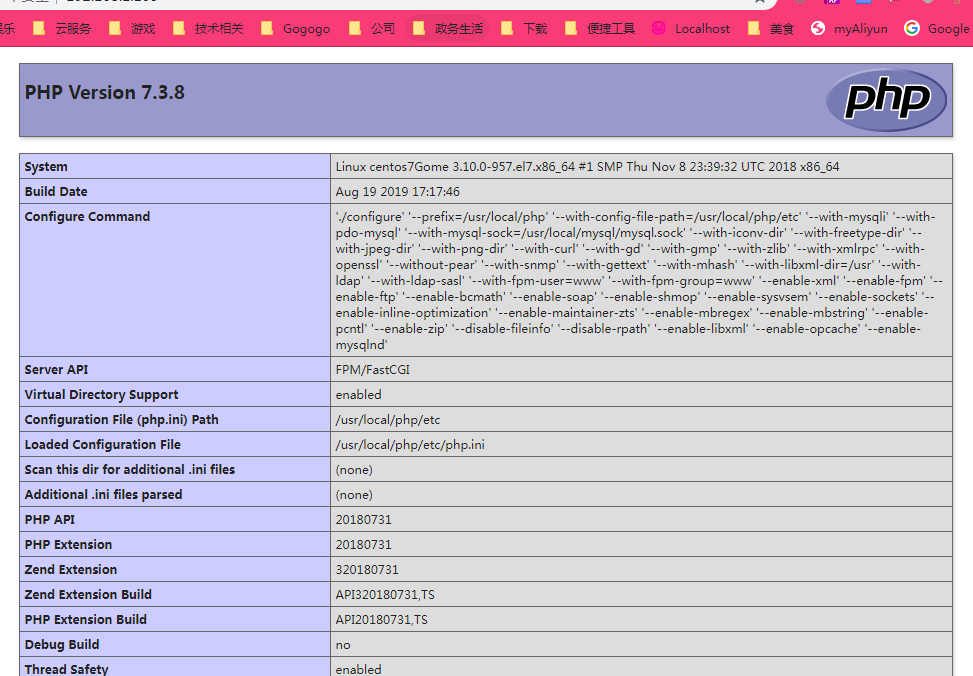 云服务 游戏 技术相关 Gogogo 公司 政务生活 下载 便捷工具 Localhost 美食 myAliyun Google
PHP Version 7.3.8
php
System Linux centos7Gome 3.10.0-957.el7.x86_64 #1 SMP Thu Nov 8 23:39:32 UTC 2018 x86_64
Build Date Aug 19 2019 17:17:46
Configure Command './configure' '--prefix=/usr/local/php' '--with-config-file-path=/usr/local/php/etc' '--with-mysqli' '--with-
pdo-mysql' '--with-mysql-sock=/usr/local/mysql/mysql.sock' '--with-iconv-dir' '--with-freetype-dir' '--
with-jpeg-dir' '--with-png-dir' '--with-curl' '--with-gd' '--with-gmp' '--with-zlib' '--with-xmlrpc' '--with-
openssl' '--without-pear' '--with-snmp' '--with-gettext' '--with-mhash' '--with-libxml-dir=/usr' '--with-
ldap' '--with-ldap-sasl' '--with-fpm-user=www' '--with-fpm-group=www' '--enable-xml' '--enable-fpm' '--
enable-ftp' '--enable-bcmath' '--enable-soap' '--enable-shmop' '--enable-sysvsem' '--enable-sockets' '--
enable-inline-optimization' '--enable-maintainer-zts' '--enable-mbregex' '--enable-mbstring' '--enable-
pcntl' '--enable-zip' '--disable-fileinfo' '--disable-rpath' '--enable-libxml' '--enable-opcache' '--enable-
mysqlnd'
Server API FPM/FastCGI
Virtual Directory Support enabled
Configuration File (php.ini) Path /usr/local/php/etc
Loaded Configuration File /usr/local/php/etc/php.ini
Scan this dir for additional .ini files (none)
Additional .ini files parsed (none)
PHP API 20180731
PHP Extension 20180731
Zend Extension 320180731
Zend Extension Build API320180731,TS
PHP Extension Build API20180731,TS
Debug Build no
Thread Safety enabled